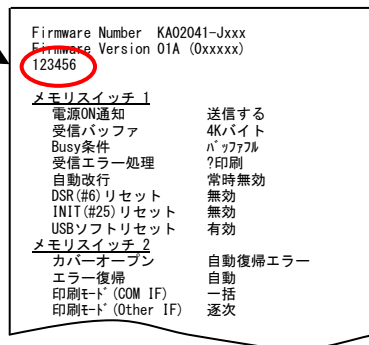 Firmware Number  KA02041-Jxxx
Firmware Version 01A (0xxxxx)
123456
メモリスイッチ 1
電源ON通知 送信する
受信バッファ 4Kバイト
Busy条件 ﾊﾞｯﾌｧﾌﾙ
受信エラー処理 ?印刷
自動改行 常時無効
DSR(#6)リセット 無効
INIT(#25)リセット 無効
USBソフトリセット 有効
メモリスイッチ 2
カバーオープン 自動復帰エラー
エラー復帰 自動
印刷ﾓｰﾄﾞ(COM IF) 一括
印刷ﾓｰﾄﾞ(Other IF) 逐次